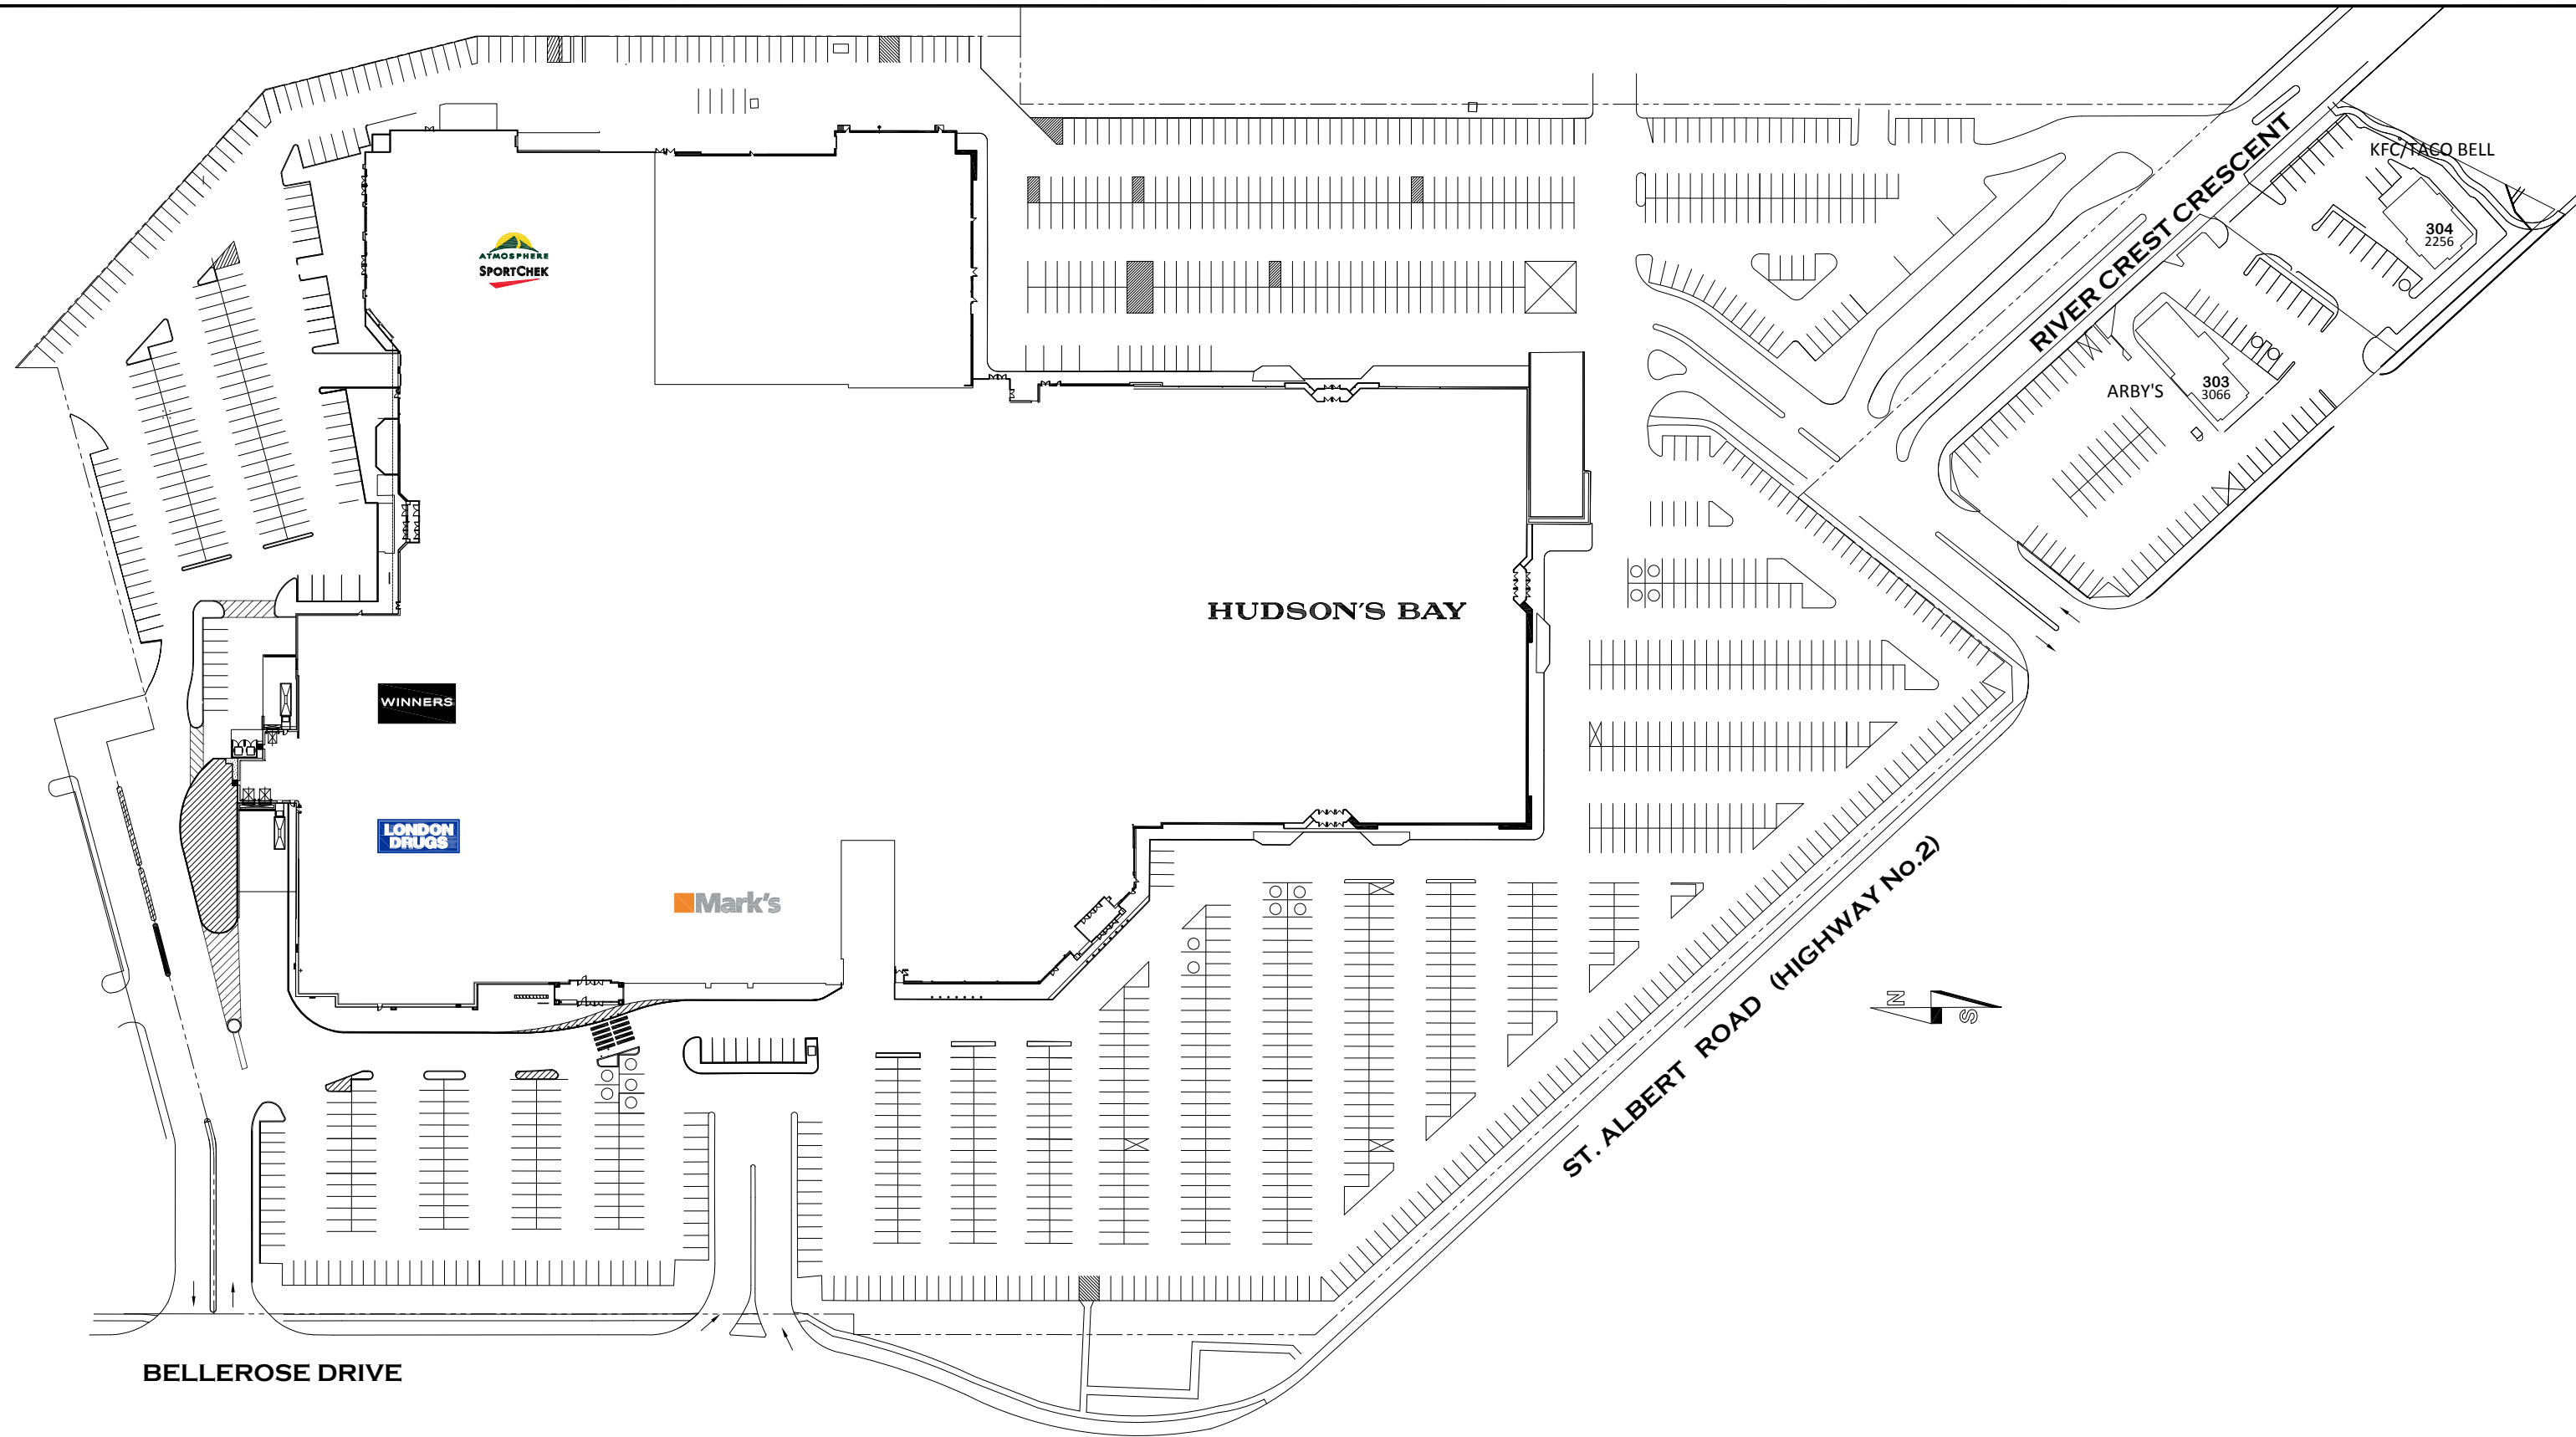 KFC/TACO BELL
304
2256
RIVER CREST CRESCENT
ATMOSPHERE
SPORTCHEK
303
3066
ARBY'S
HUDSON'S BAY
WINNERS
LONDON
DRUGS
Mark's
ST. ALBERT ROAD (HIGHWAY No.2)
N
S
BELLEROSE DRIVE